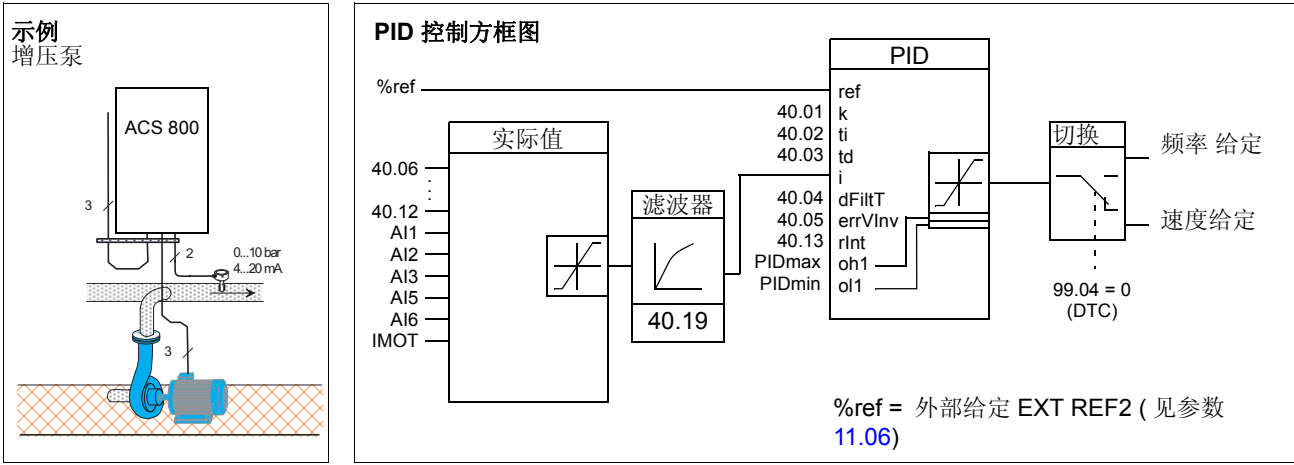 示例
增压泵
ACS 800
3
2
0...10 bar
4...20 mA
3
PID 控制方框图
%ref
实际值
40.06
40.12
AI1
AI2
AI3
AI5
AI6
IMOT
滤波器
40.19
PID
ref
40.01 k
40.02 ti
40.03 td
i
40.04 dFiltT
40.05 errVInv
40.13 rInt
PIDmax oh1
PIDmin ol1
切换
频率 给定
速度给定
99.04 = 0
(DTC)
%ref = 外部给定 EXT REF2 ( 见参数
11.06)